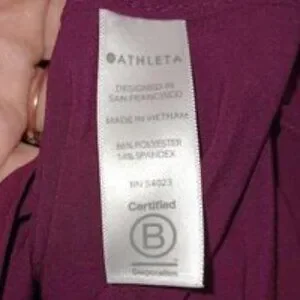 ATHLETA
DESIGNED IN
SAN FRANCISCO
MADE IN VIETNAM
86% POLYESTER
14% SPANDEX
RN 54023
Certified
B
Corporation